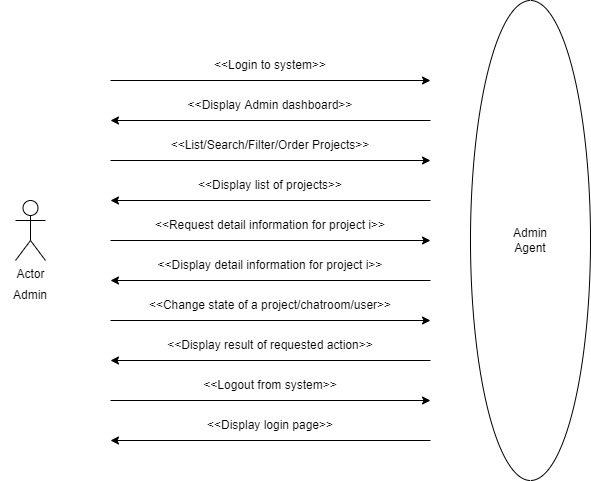 <<Login to system>>
<<Display Admin dashboard>>
<<List/Search/Filter/Order Projects>>
<<Display list of projects>>
<<Request detail information for project i>>
<<Display detail information for project i>>
<<Change state of a project/chatroom/user>>
<<Display result of requested action>>
<<Logout from system>>
<<Display login page>>
Actor
Admin
Admin
Agent